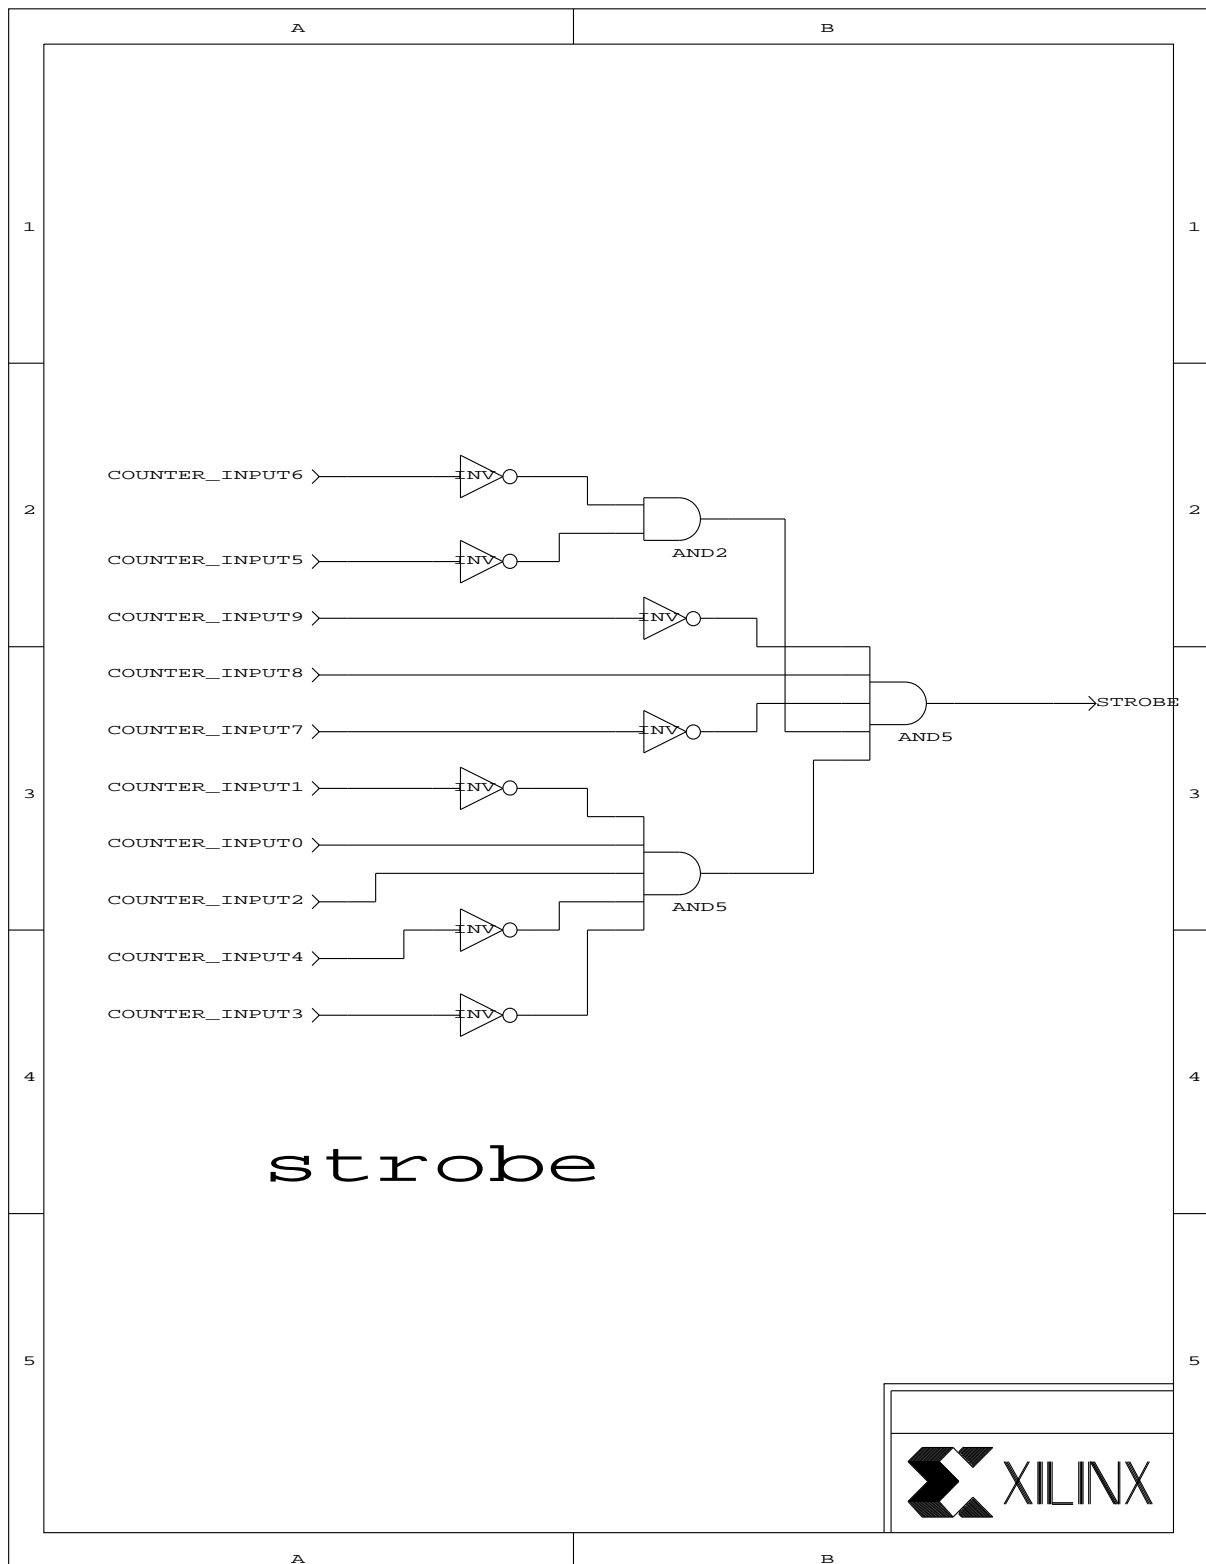 A B
1 1
COUNTER_INPUT6 INV
2 2
AND2
COUNTER_INPUT5 INV
COUNTER_INPUT9 INV
COUNTER_INPUT8
STROBE
COUNTER_INPUT7 INV
AND5
COUNTER_INPUT1 INV
3 3
COUNTER_INPUT0
COUNTER_INPUT2
AND5
COUNTER_INPUT4 INV
COUNTER_INPUT3 INV
4 4
strobe
5 5
XILINX
A B